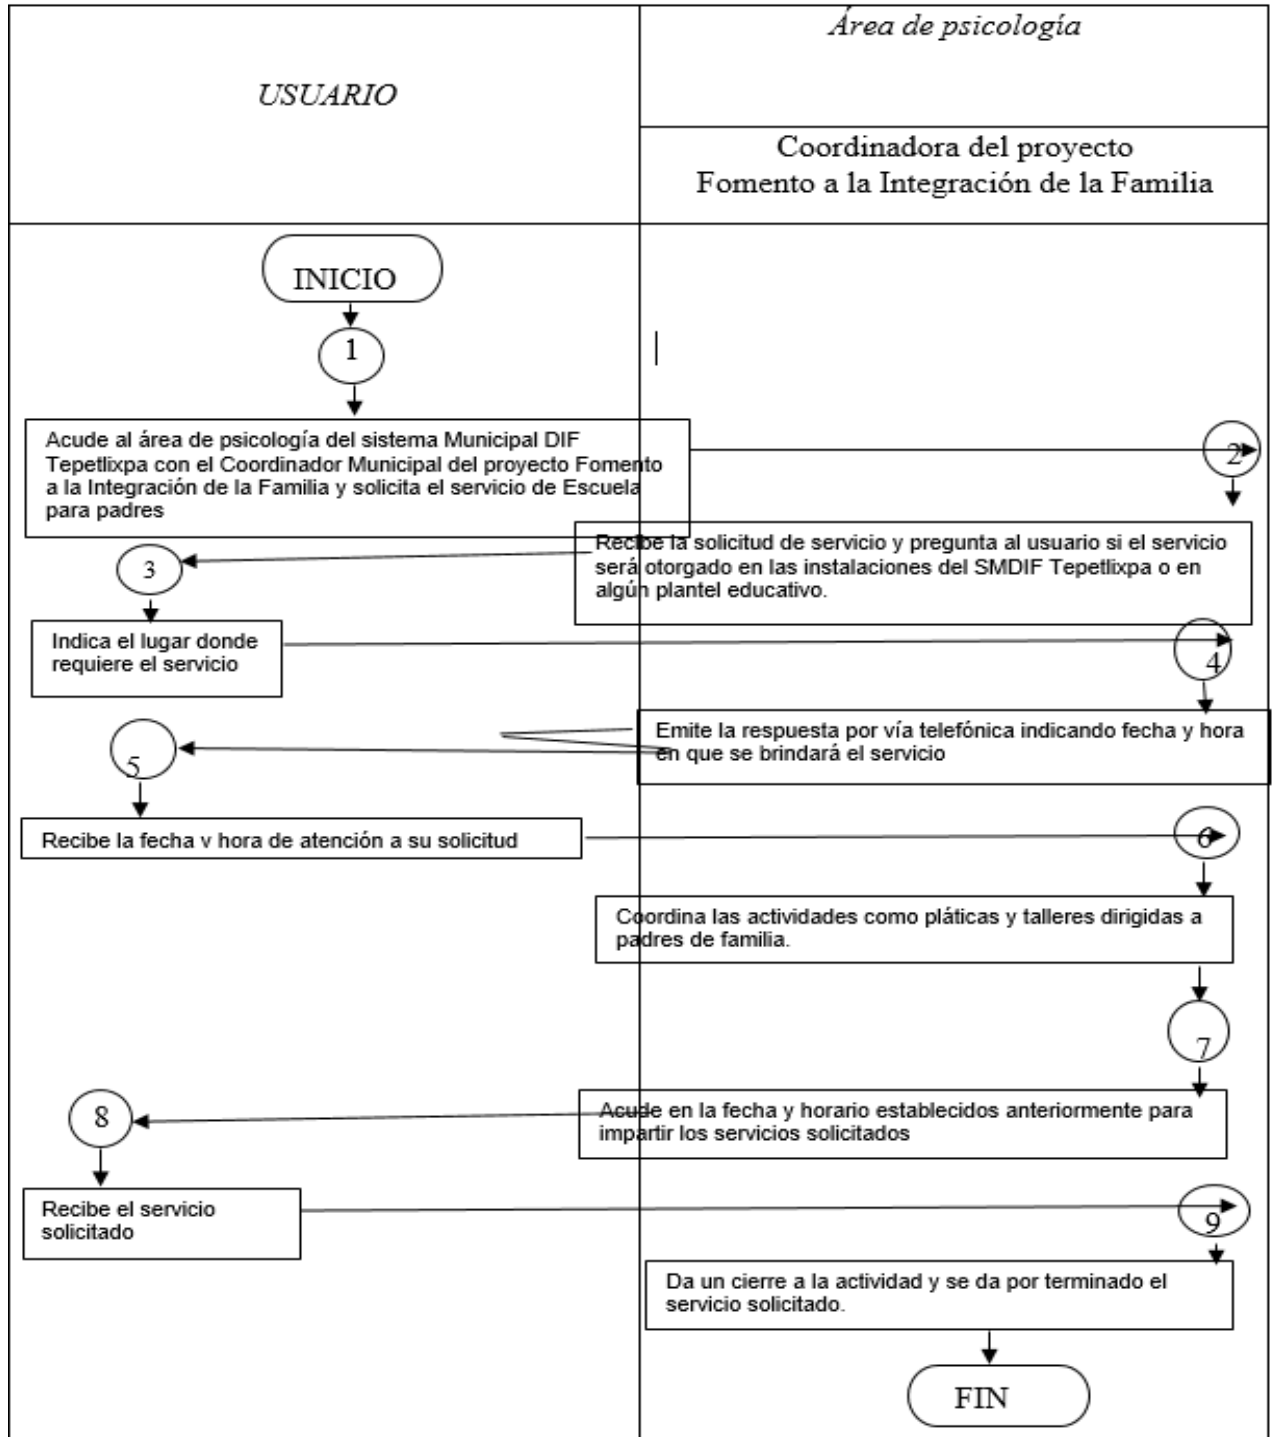 Área de psicología
USUARIO
Coordinadora del proyecto
Fomento a la Integración de la Familia
INICIO
1
Acude al área de psicología del sistema Municipal DIF
Tepetlixpa con el Coordinador Municipal del proyecto Fomento
a la Integración de la Familia y solicita el servicio de Escuela
para padres
2
Recibe la solicitud de servicio y pregunta al usuario si el servicio
será otorgado en las instalaciones del SMDIF Tepetlixpa o en
algún plantel educativo.
3
Indica el lugar donde
requiere el servicio
4
Emite la respuesta por vía telefónica indicando fecha y hora
en que se brindará el servicio
5
Recibe la fecha y hora de atención a su solicitud
6
Coordina las actividades como pláticas y talleres dirigidas a
padres de familia.
7
Acude en la fecha y horario establecidos anteriormente para
impartir los servicios solicitados
8
Recibe el servicio
solicitado
9
Da un cierre a la actividad y se da por terminado el
servicio solicitado.
FIN